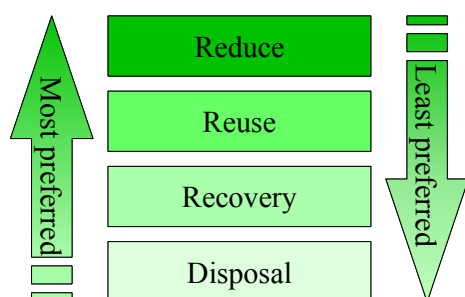 Reduce
Reuse
Recovery
Disposal
Most preferred
Least preferred